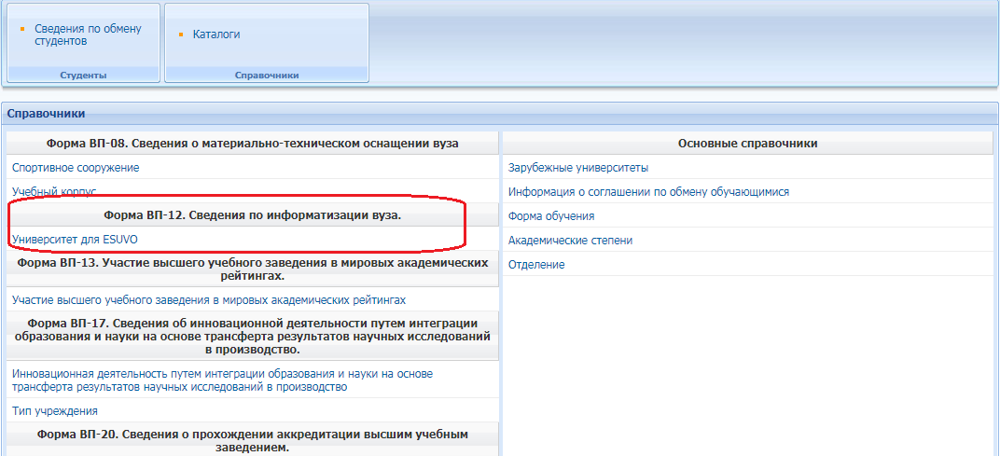 Сведения по обмену
студентов
Студенты
Каталоги
Справочники
Справочники
Форма ВП-08. Сведения о материально-техническом оснащении вуза
Спортивное сооружение
Учебный корпус
Форма ВП-12. Сведения по информатизации вуза.
Университет для ESUVO
Форма ВП-13. Участие высшего учебного заведения в мировых академических
рейтингах.
Участие высшего учебного заведения в мировых академических рейтингах
Форма ВП-17. Сведения об инновационной деятельности путем интеграции
образования и науки на основе трансферта результатов научных исследований
в производство.
Инновационная деятельность путем интеграции образования и науки на основе
трансферта результатов научных исследований в производство
Тип учреждения
Форма ВП-20. Сведения о прохождении аккредитации высшим учебным
заведением.
Основные справочники
Зарубежные университеты
Информация о соглашении по обмену обучающимися
Форма обучения
Академические степени
Отделение